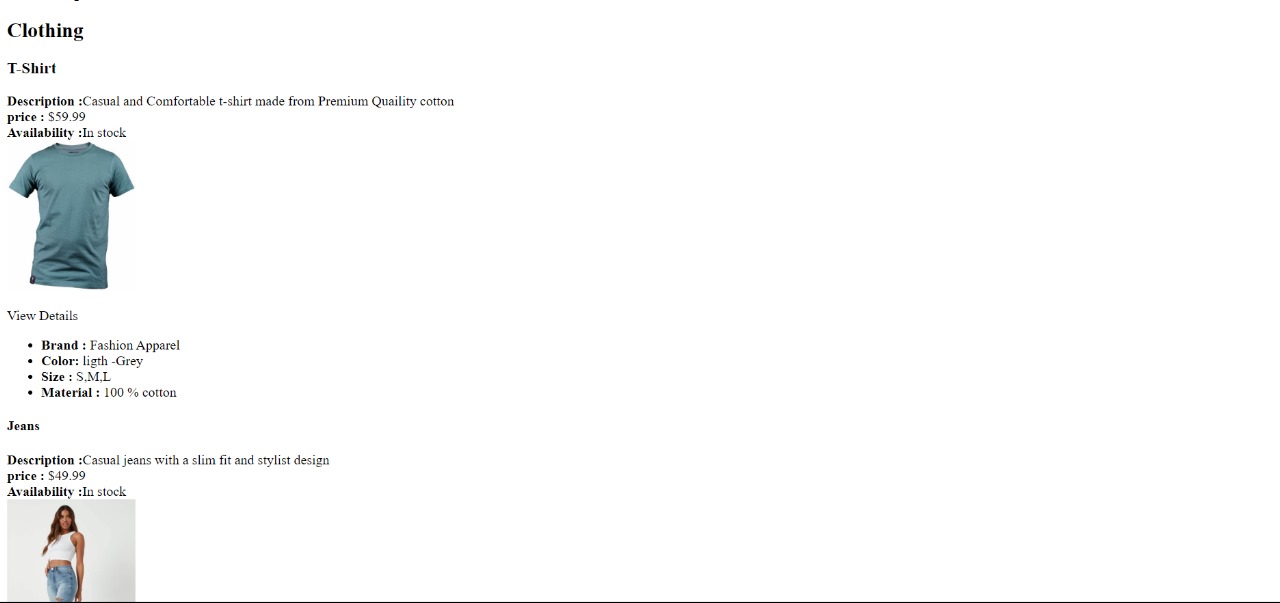 Clothing
T-Shirt
Description :Casual and Comfortable t-shirt made from Premium Quaility cotton
price : $59.99
Availability :In stock
View Details
Brand : Fashion Apparel
Color: ligth -Grey
Size : S,M,L
Material : 100 % cotton
Jeans
Description :Casual jeans with a slim fit and stylist design
price : $49.99
Availability :In stock